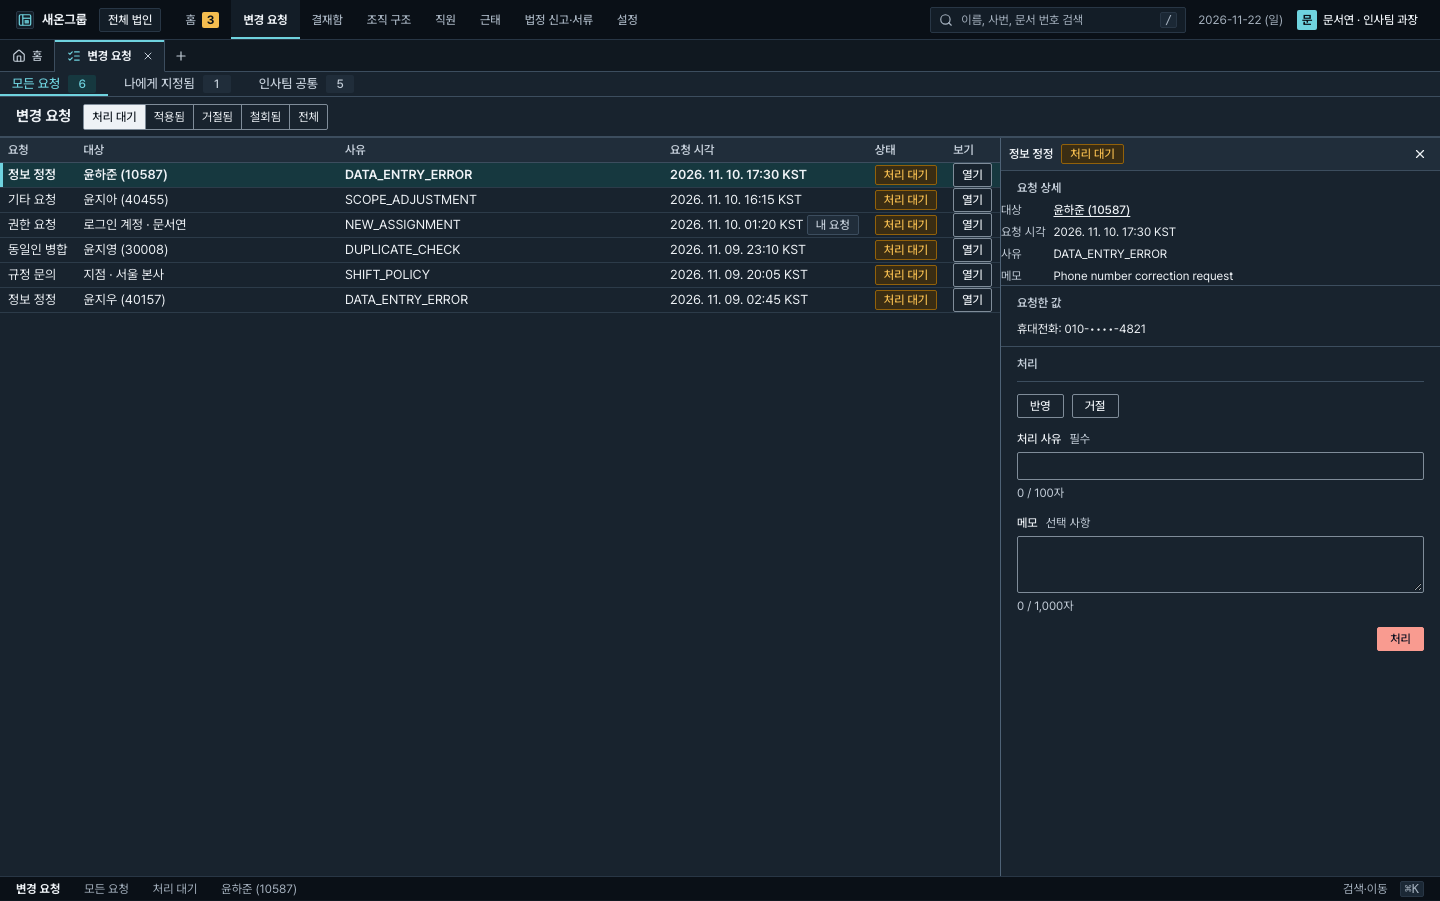 새온그룹 전체 법인 홈 3 변경 요청 결재함 조직 구조 직원 근태 법정 신고·서류 설정 이름, 사번, 문서 번호 검색 / 2026-11-22 (일) 문 문서연 · 인사팀 과장
홈 변경 요청
모든 요청 6 나에게 지정됨 1 인사팀 공통 5
변경 요청 처리 대기 적용됨 거절됨 철회됨 전체
요청 대상 사유 요청 시각 상태 보기
정보 정정 윤하준 (10587) DATA_ENTRY_ERROR 2026. 11. 10. 17:30 KST 처리 대기 열기
기타 요청 윤지아 (40455) SCOPE_ADJUSTMENT 2026. 11. 10. 16:15 KST 처리 대기 열기
권한 요청 로그인 계정 · 문서연 NEW_ASSIGNMENT 2026. 11. 10. 01:20 KST 내 요청 처리 대기 열기
동일인 병합 윤지영 (30008) DUPLICATE_CHECK 2026. 11. 09. 23:10 KST 처리 대기 열기
규정 문의 지점 · 서울 본사 SHIFT_POLICY 2026. 11. 09. 20:05 KST 처리 대기 열기
정보 정정 윤지우 (40157) DATA_ENTRY_ERROR 2026. 11. 09. 02:45 KST 처리 대기 열기
정보 정정 처리 대기
요청 상세
대상 윤하준 (10587)
요청 시각 2026. 11. 10. 17:30 KST
사유 DATA_ENTRY_ERROR
메모 Phone number correction request
요청한 값
휴대전화: 010-••••-4821
처리
반영 거절
처리 사유 필수
0 / 100자
메모 선택 사항
0 / 1,000자
처리
변경 요청 모든 요청 처리 대기 윤하준 (10587) 검색·이동 ⌘K